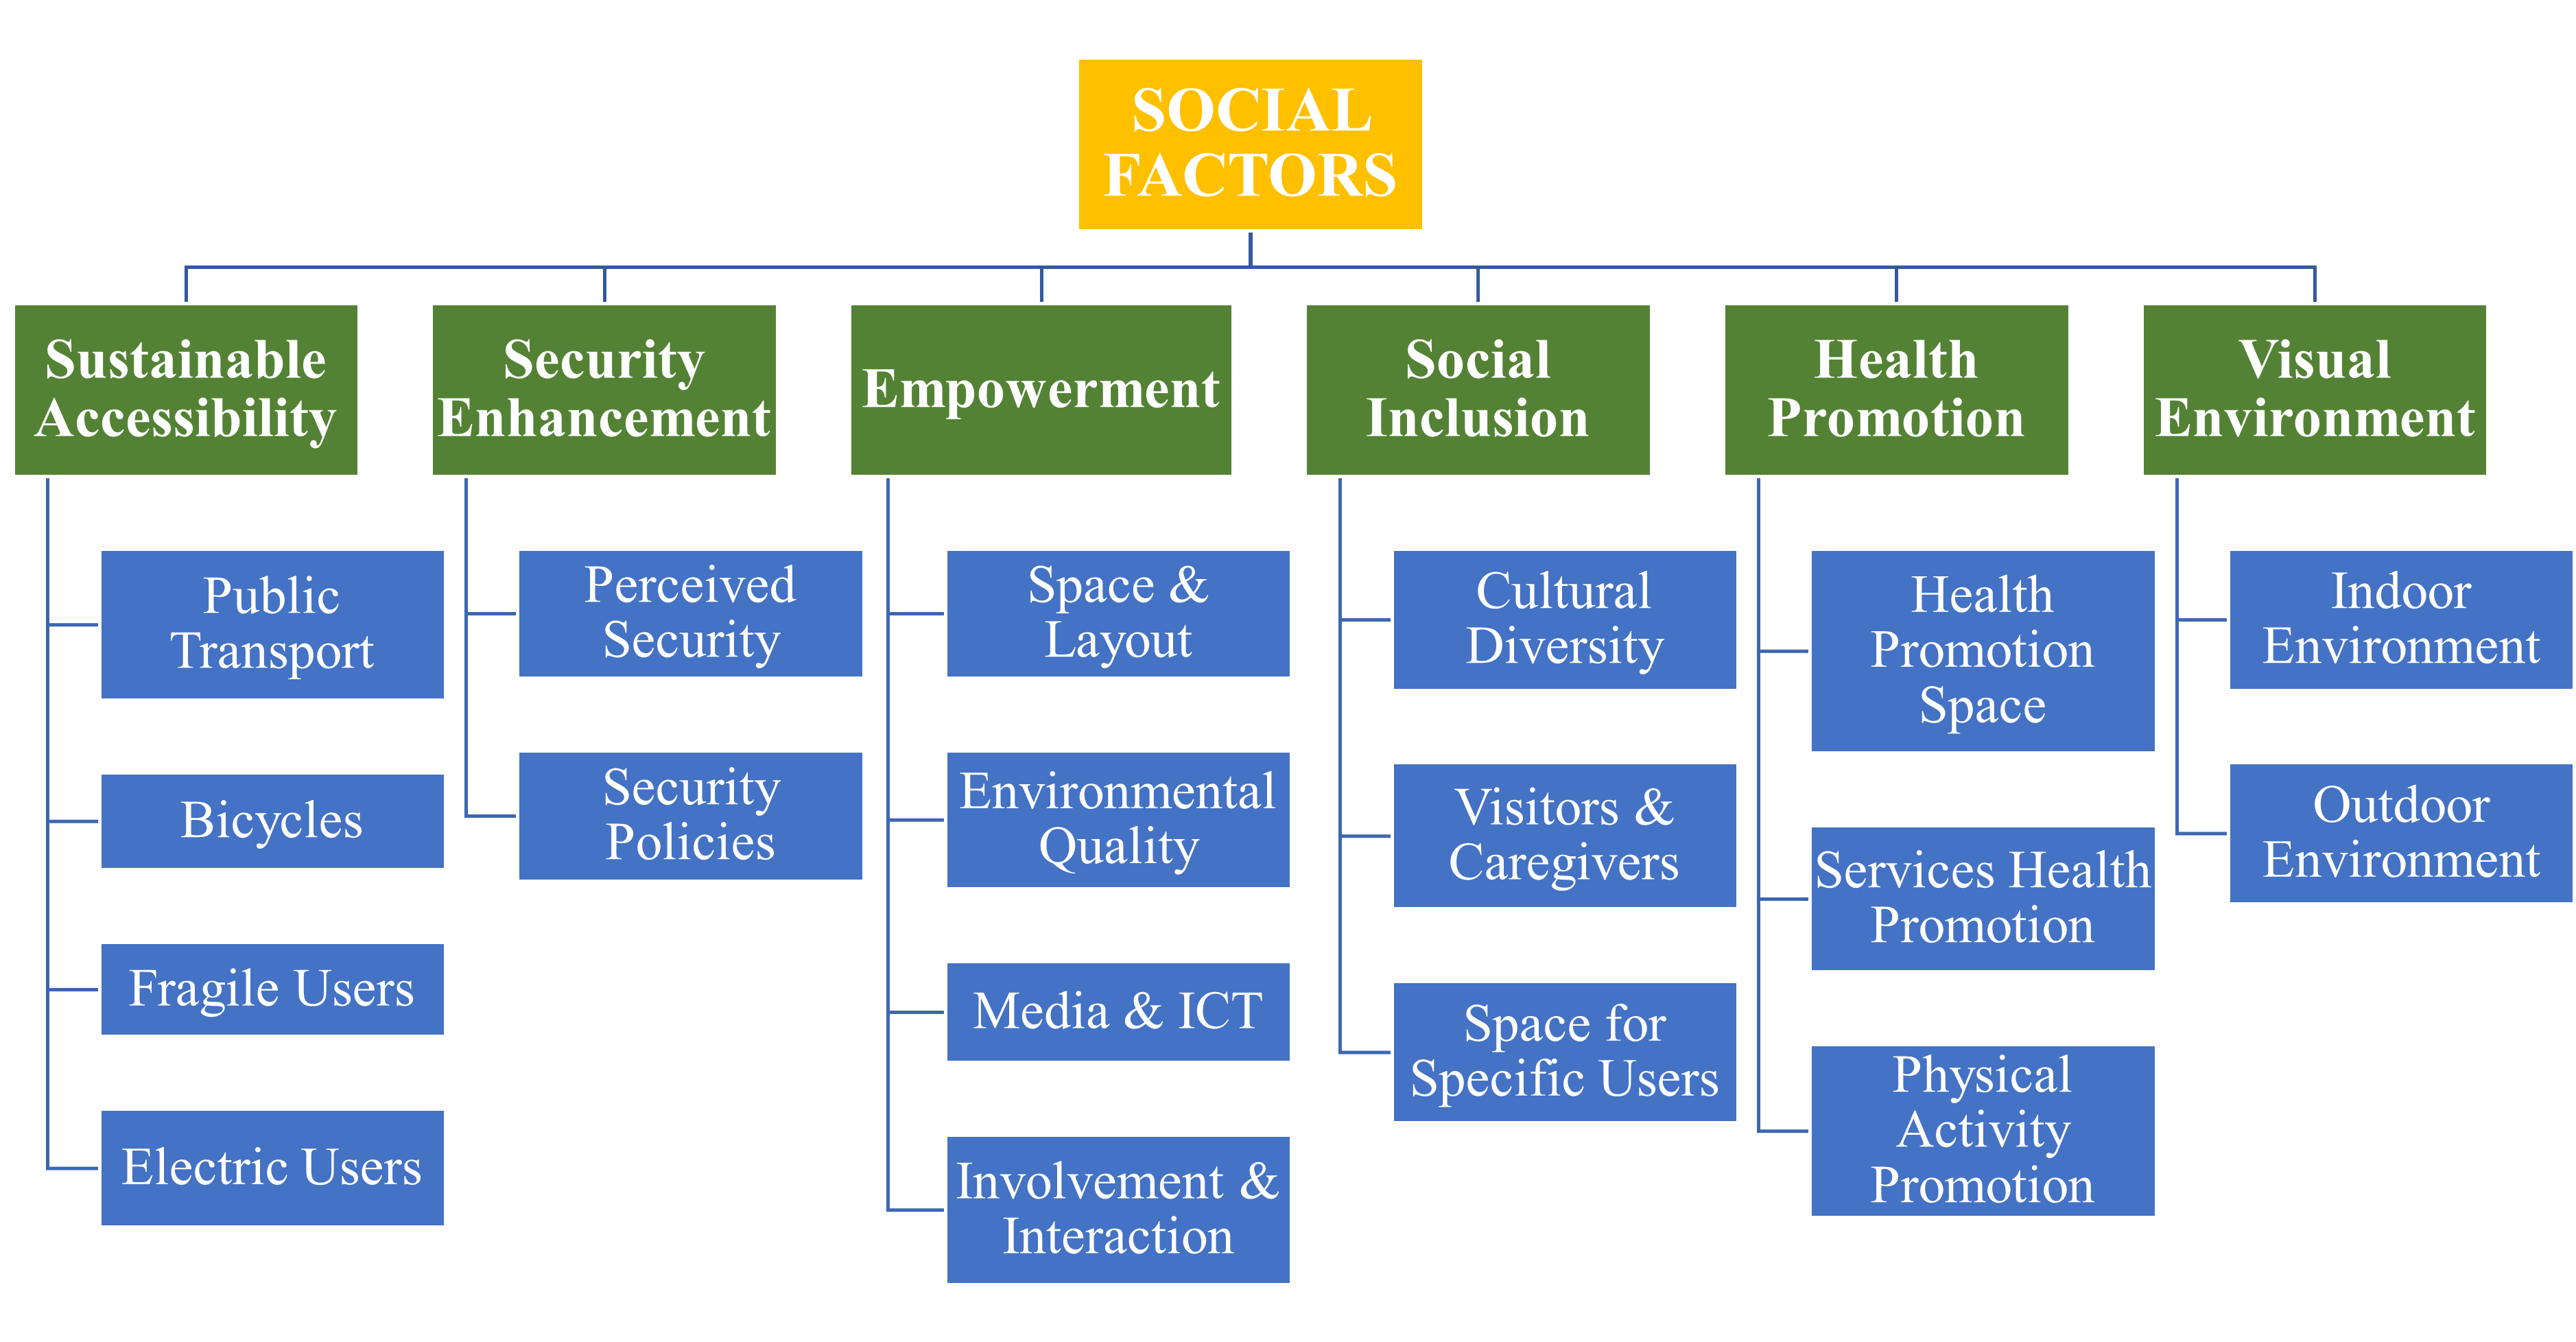 SOCIAL
FACTORS
Sustainable
Accessibility
Security
Enhancement
Empowerment
Social
Inclusion
Health
Promotion
Visual
Environment
Public
Transport
Bicycles
Fragile Users
Electric Users
Perceived
Security
Security
Policies
Space &
Layout
Environmental
Quality
Media & ICT
Involvement &
Interaction
Cultural
Diversity
Visitors &
Caregivers
Space for
Specific Users
Health
Promotion
Space
Services Health
Promotion
Physical
Activity
Promotion
Indoor
Environment
Outdoor
Environment